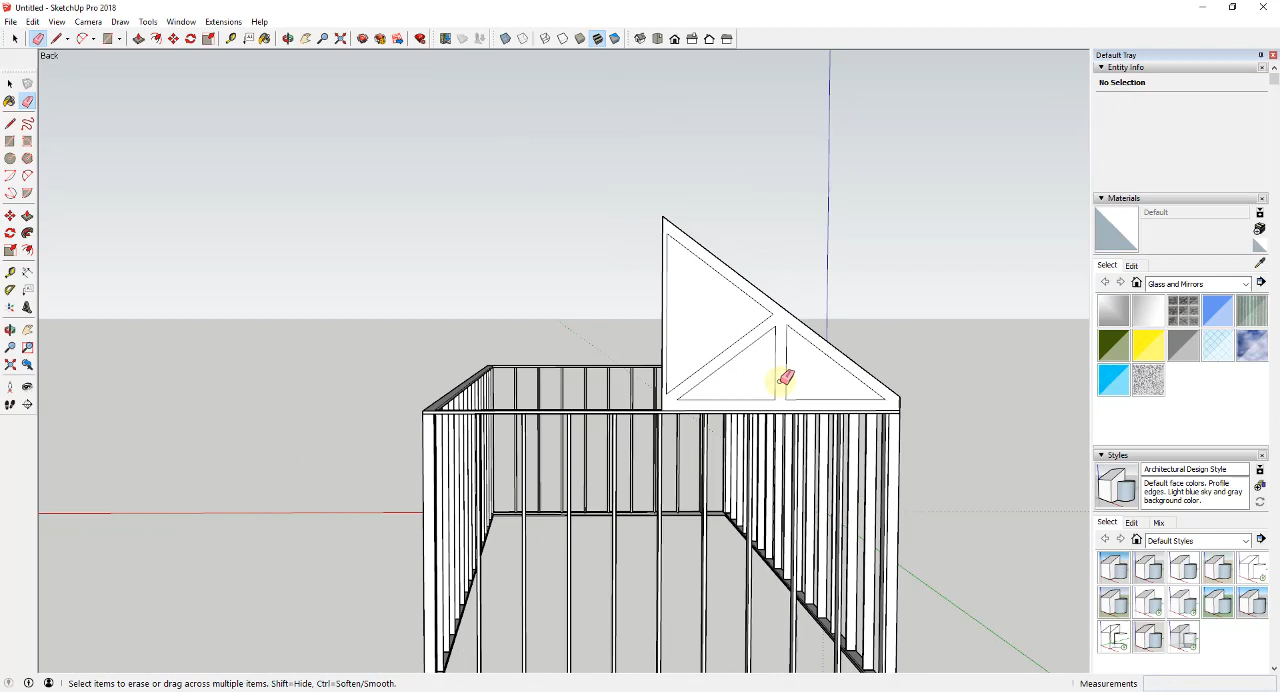 Untitled - SketchUp Pro 2018
File Edit View Camera Draw Tools Window Extensions Help
Back
Default Tray
Entity Info
No Selection
Materials
Default
Select Edit
Glass and Mirrors
Styles
Architectural Design Style
Default face colors. Profile
edges. Light blue sky and gray
background color.
Select Edit Mix
Default Styles
Select items to erase or drag across multiple items. Shift=Hide, Ctrl=Soften/Smooth.
Measurements